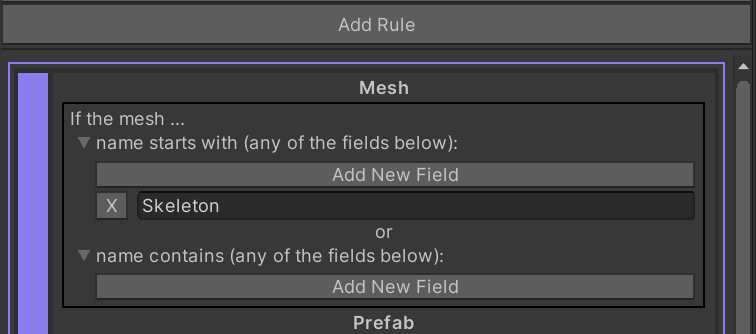 Add Rule
Mesh
If the mesh ...
name starts with (any of the fields below):
Add New Field
X Skeleton
or
name contains (any of the fields below):
Add New Field
Prefab